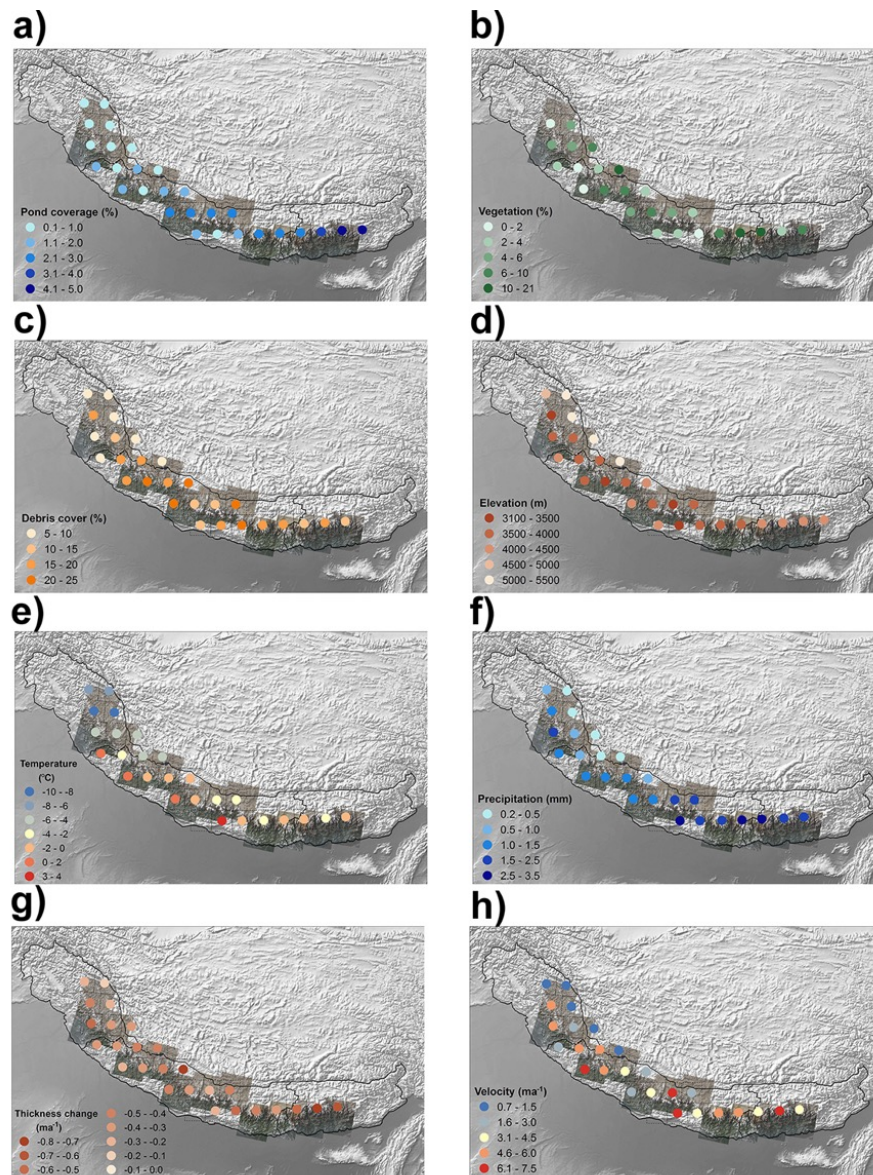 a)
b)
Pond coverage (%)
0.1 - 1.0
1.1 - 2.0
2.1 - 3.0
3.1 - 4.0
4.1 - 5.0
Vegetation (%)
0 - 2
2 - 4
4 - 6
6 - 10
10 - 21
c)
d)
Debris cover (%)
5 - 10
10 - 15
15 - 20
20 - 25
Elevation (m)
3100 - 3500
3500 - 4000
4000 - 4500
4500 - 5000
5000 - 5500
e)
f)
Temperature
(°C)
-10 - -8
-8 - -6
-6 - -4
-4 - -2
-2 - 0
0 - 2
3 - 4
Precipitation (mm)
0.2 - 0.5
0.5 - 1.0
1.0 - 1.5
1.5 - 2.5
2.5 - 3.5
g)
h)
Thickness change
(ma⁻¹)
-0.8 - -0.7
-0.7 - -0.6
-0.6 - -0.5
-0.5 - -0.4
-0.4 - -0.3
-0.3 - -0.2
-0.2 - -0.1
-0.1 - 0.0
Velocity (ma⁻¹)
0.7 - 1.5
1.6 - 3.0
3.1 - 4.5
4.6 - 6.0
6.1 - 7.5